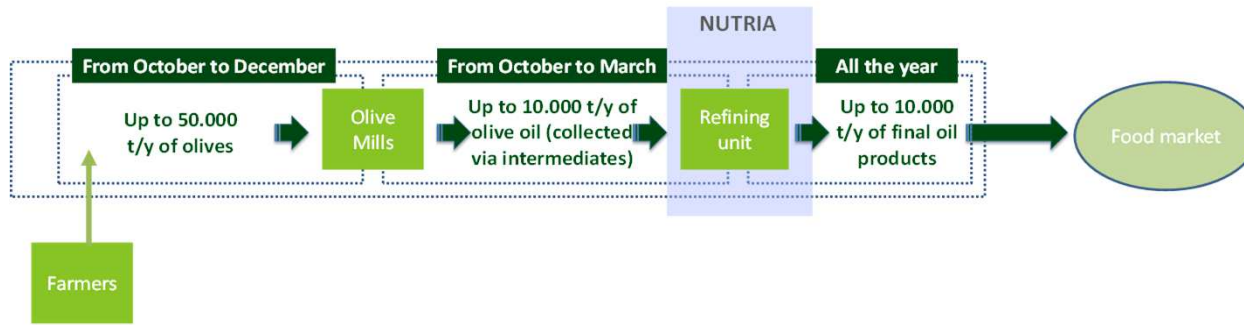 NUTRIA
From October to December
From October to March
All the year
Up to 50.000
t/y of olives
Olive
Mills
Up to 10.000 t/y of
olive oil (collected
via intermediates)
Refining
unit
Up to 10.000
t/y of final oil
products
Food market
Farmers